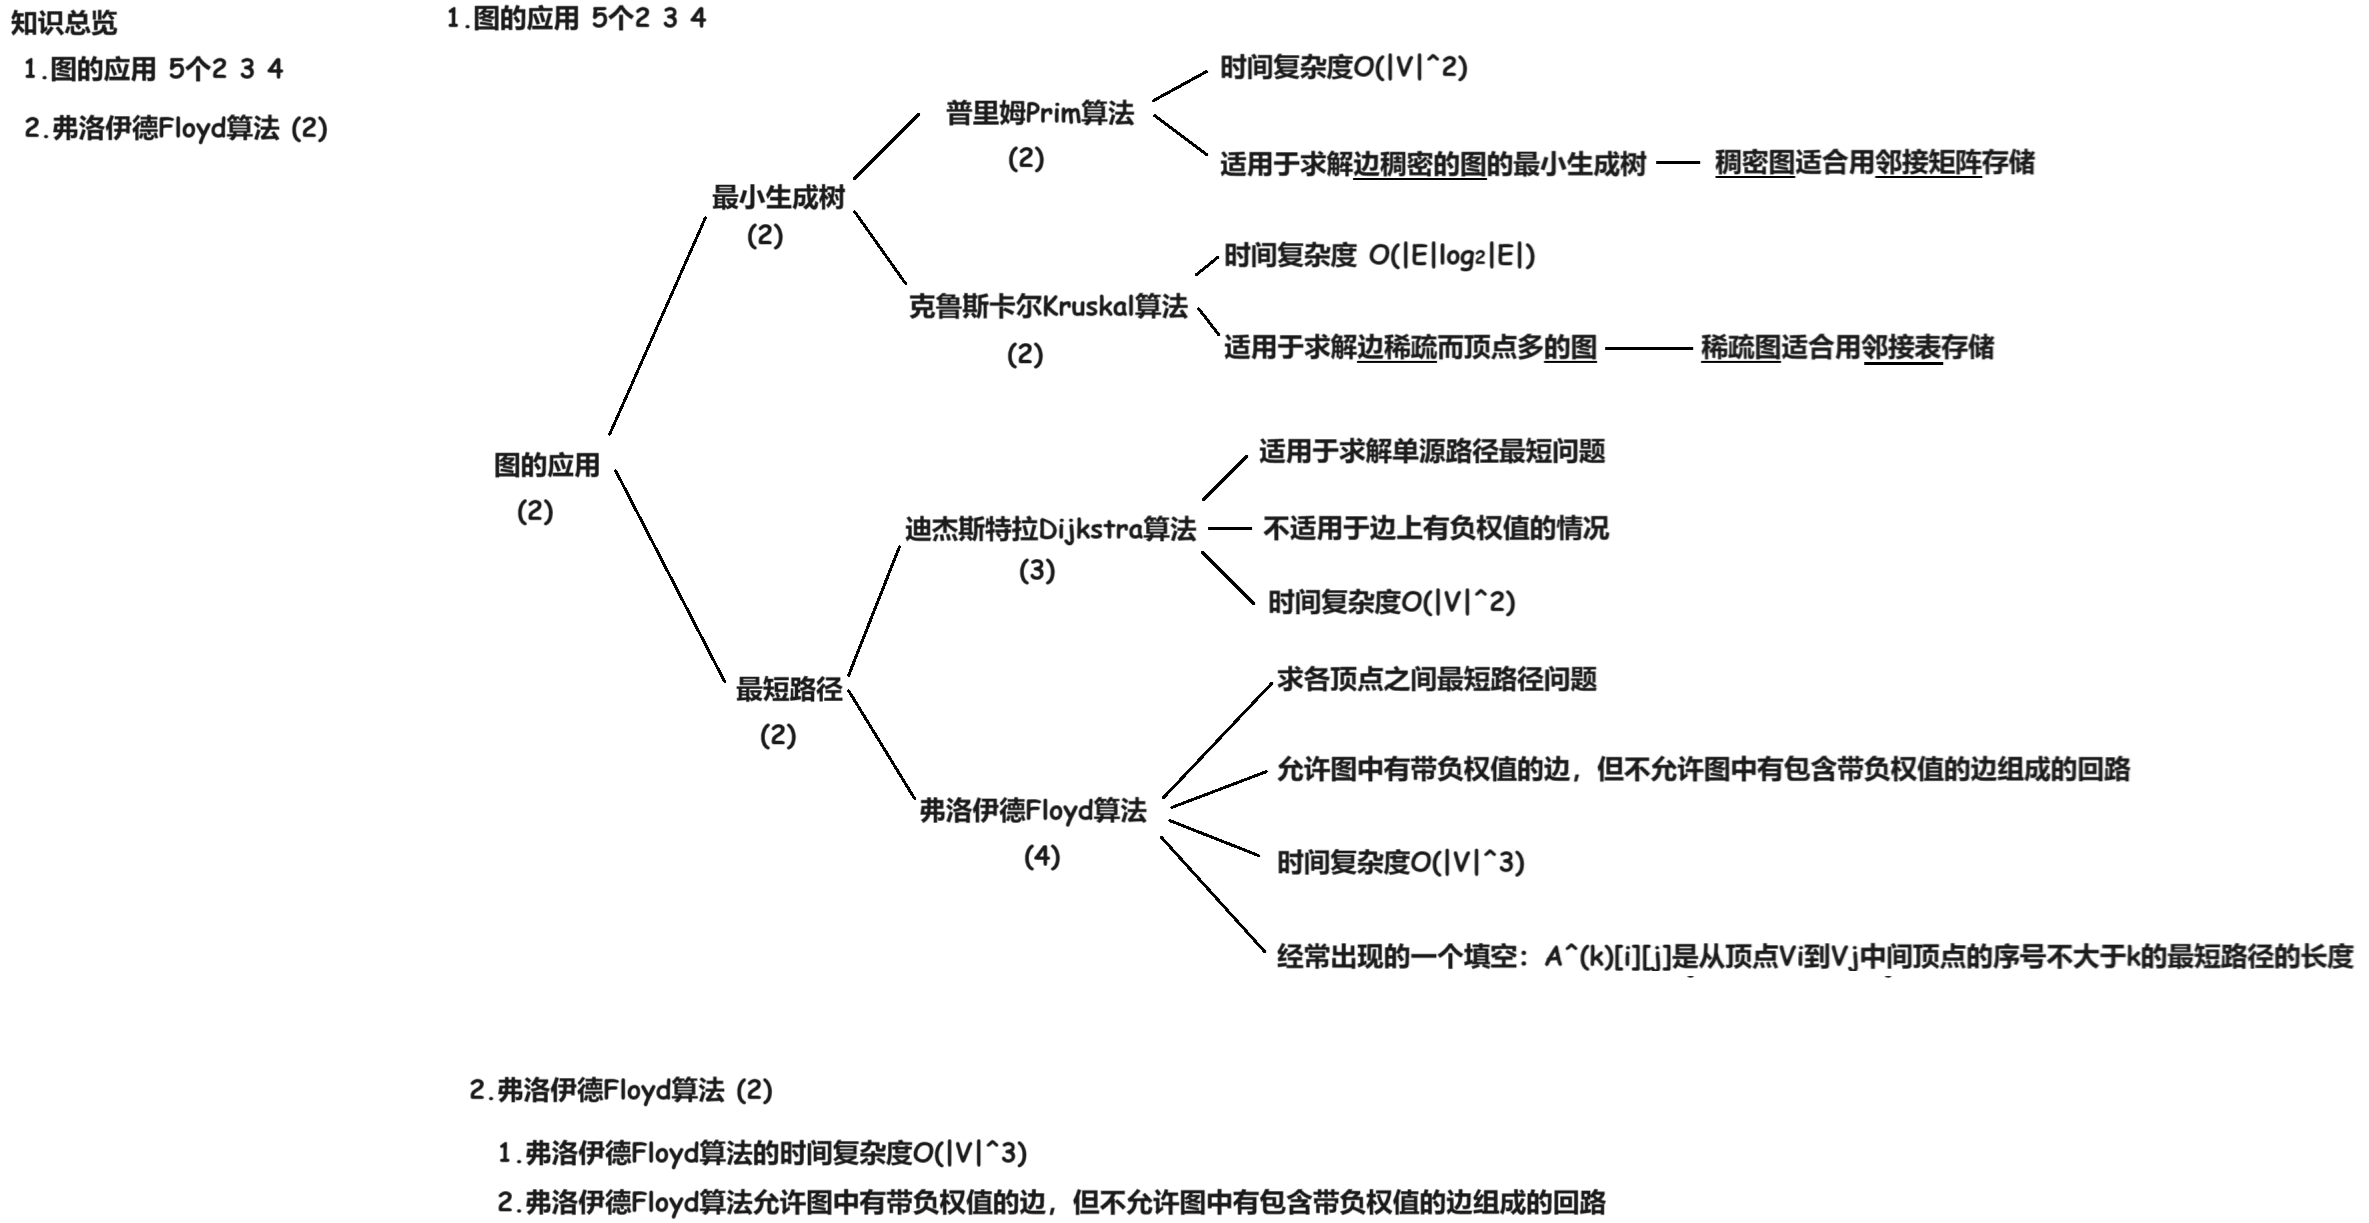 知识总览
1.图的应用 5个2 3 4
2.弗洛伊德Floyd算法 (2)
1.图的应用 5个2 3 4
图的应用
(2)
最小生成树
(2)
普里姆Prim算法
(2)
时间复杂度O(|V|^2)
适用于求解边稠密的图的最小生成树
稠密图适合用邻接矩阵存储
克鲁斯卡尔Kruskal算法
(2)
时间复杂度 O(|E|log2|E|)
适用于求解边稀疏而顶点多的图
稀疏图适合用邻接表存储
最短路径
(2)
迪杰斯特拉Dijkstra算法
(3)
适用于求解单源路径最短问题
不适用于边上有负权值的情况
时间复杂度O(|V|^2)
弗洛伊德Floyd算法
(4)
求各顶点之间最短路径问题
允许图中有带负权值的边，但不允许图中有包含带负权值的边组成的回路
时间复杂度O(|V|^3)
经常出现的一个填空：A^(k)[i][j]是从顶点Vi到Vj中间顶点的序号不大于k的最短路径的长度
2.弗洛伊德Floyd算法 (2)
1.弗洛伊德Floyd算法的时间复杂度O(|V|^3)
2.弗洛伊德Floyd算法允许图中有带负权值的边，但不允许图中有包含带负权值的边组成的回路